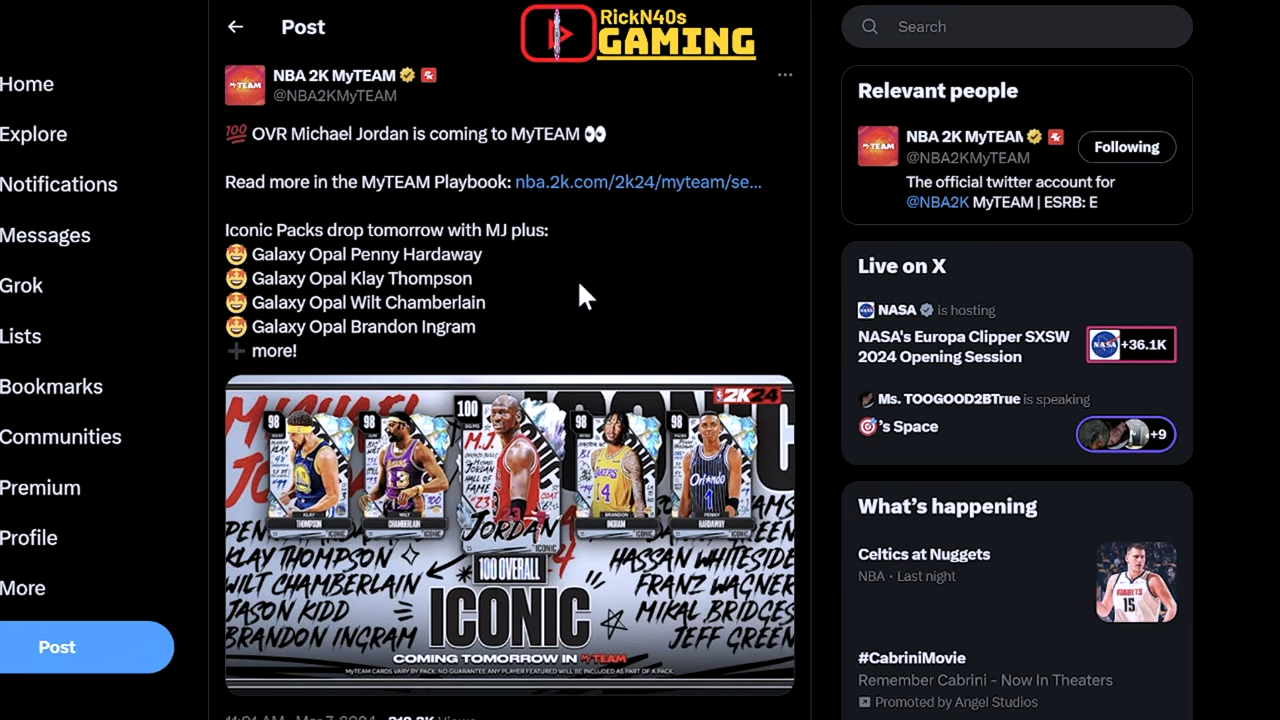 RickN40s
GAMING
Home
Explore
Notifications
Messages
Grok
Lists
Bookmarks
Communities
Premium
Profile
More
Post
Post
NBA 2K MyTEAM
@NBA2KMyTEAM
💯 OVR Michael Jordan is coming to MyTEAM 👀
Read more in the MyTEAM Playbook: nba.2k.com/2k24/myteam/se...
Iconic Packs drop tomorrow with MJ plus:
🤩 Galaxy Opal Penny Hardaway
🤩 Galaxy Opal Klay Thompson
🤩 Galaxy Opal Wilt Chamberlain
🤩 Galaxy Opal Brandon Ingram
➕ more!
2K24
98
98
100
98
98
THOMPSON
CHAMBERLAIN
JORDAN
INGRAM
HARDAWAY
KLAY THOMPSON
WILT CHAMBERLAIN
JASON KIDD
BRANDON INGRAM
HASSAN WHITESIDE
FRANZ WAGNER
MIKAL BRIDGES
JEFF GREEN
100 OVERALL
ICONIC
COMING TOMORROW IN MyTEAM
MyTEAM CARDS VARY BY PACK. NO GUARANTEE ANY PLAYER FEATURED WILL BE INCLUDED AS PART OF A PACK.
Search
Relevant people
NBA 2K MyTEAM
@NBA2KMyTEAM
Following
The official twitter account for
@NBA2K MyTEAM | ESRB: E
Live on X
NASA is hosting
NASA's Europa Clipper SXSW
2024 Opening Session
+36.1K
Ms. TOOGOOD2BTrue is speaking
🎯's Space
+9
What's happening
Celtics at Nuggets
NBA · Last night
#CabriniMovie
Remember Cabrini – Now In Theaters
Promoted by Angel Studios